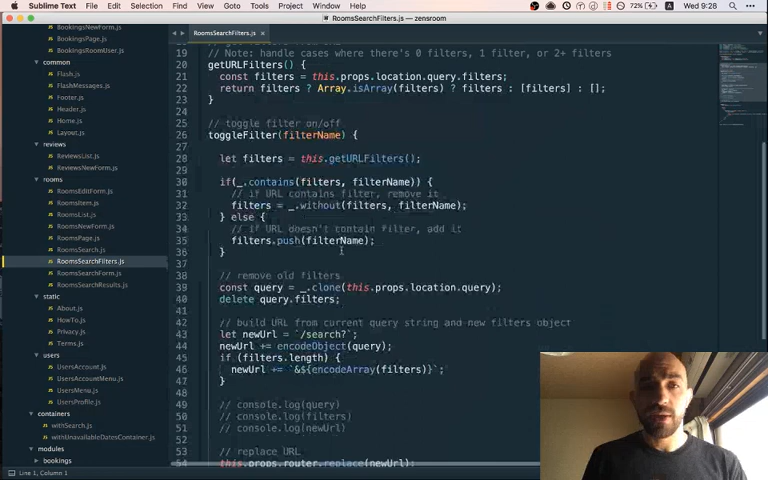 Sublime Text File Edit Selection Find View Goto Tools Project Window Help
72% Wed 9:28
RoomsSearchFilters.js — zensroom
BookingsNewForm.js
BookingsPage.js
BookingsRoomUser.js
common
Flash.js
FlashMessages.js
Footer.js
Header.js
Home.js
Layout.js
reviews
ReviewsList.js
ReviewsNewForm.js
rooms
RoomsEditForm.js
RoomsItem.js
RoomsList.js
RoomsNewForm.js
RoomsPage.js
RoomsSearch.js
RoomsSearchFilters.js
RoomsSearchForm.js
RoomsSearchResults.js
static
About.js
HowTo.js
Privacy.js
Terms.js
users
UsersAccount.js
UsersAccountMenu.js
UsersMenu.js
UsersProfile.js
containers
withSearch.js
withUnavailableDatesContainer.js
modules
bookings
RoomsSearchFilters.js ×
19 // Note: handle cases where there's 0 filters, 1 filter, or 2+ filters
20 getURLFilters() {
21 const filters = this.props.location.query.filters;
22 return filters ? Array.isArray(filters) ? filters : [filters] : [];
23 }
24
25 // toggle filter on/off
26 toggleFilter(filterName) {
27
28 let filters = this.getURLFilters();
29
30 if(_.contains(filters, filterName)) {
31 // if URL contains filter, remove it
32 filters = _.without(filters, filterName);
33 } else {
34 // if URL doesn't contain filter, add it
35 filters.push(filterName);
36 }
37
38 // remove old filters
39 const query = _.clone(this.props.location.query);
40 delete query.filters;
41
42 // build URL from current query string and new filters object
43 let newUrl = `/search?`;
44 newUrl += encodeObject(query);
45 if (filters.length) {
46 newUrl += `&${encodeArray(filters)}`;
47 }
48
49 // console.log(query)
50 // console.log(filters)
51 // console.log(newUrl)
52
53 // replace URL
54 this.props.router.replace(newUrl);
Line 1, Column 1